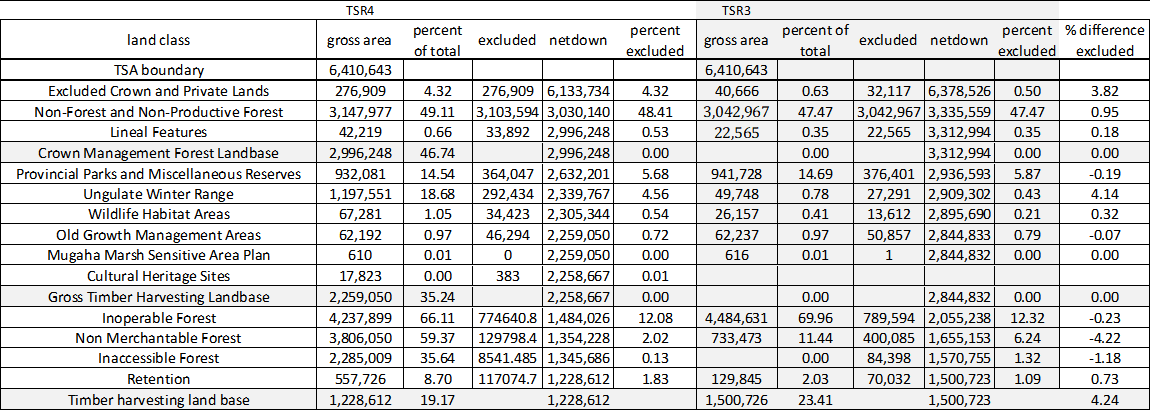 TSR4 TSR3
land class gross area percent of total excluded netdown percent excluded gross area percent of total excluded netdown percent excluded % difference excluded
TSA boundary 6,410,643 6,410,643
Excluded Crown and Private Lands 276,909 4.32 276,909 6,133,734 4.32 40,666 0.63 32,117 6,378,526 0.50 3.82
Non-Forest and Non-Productive Forest 3,147,977 49.11 3,103,594 3,030,140 48.41 3,042,967 47.47 3,042,967 3,335,559 47.47 0.95
Lineal Features 42,219 0.66 33,892 2,996,248 0.53 22,565 0.35 22,565 3,312,994 0.35 0.18
Crown Management Forest Landbase 2,996,248 46.74 2,996,248 0.00 0.00 3,312,994 0.00 0.00
Provincial Parks and Miscellaneous Reserves 932,081 14.54 364,047 2,632,201 5.68 941,728 14.69 376,401 2,936,593 5.87 -0.19
Ungulate Winter Range 1,197,551 18.68 292,434 2,339,767 4.56 49,748 0.78 27,291 2,909,302 0.43 4.14
Wildlife Habitat Areas 67,281 1.05 34,423 2,305,344 0.54 26,157 0.41 13,612 2,895,690 0.21 0.32
Old Growth Management Areas 62,192 0.97 46,294 2,259,050 0.72 62,237 0.97 50,857 2,844,833 0.79 -0.07
Mugaha Marsh Sensitive Area Plan 610 0.01 0 2,259,050 0.00 616 0.01 1 2,844,832 0.00 0.00
Cultural Heritage Sites 17,823 0.00 383 2,258,667 0.01
Gross Timber Harvesting Landbase 2,259,050 35.24 2,258,667 0.00 0.00 2,844,832 0.00 0.00
Inoperable Forest 4,237,899 66.11 774640.8 1,484,026 12.08 4,484,631 69.96 789,594 2,055,238 12.32 -0.23
Non Merchantable Forest 3,806,050 59.37 129798.4 1,354,228 2.02 733,473 11.44 400,085 1,655,153 6.24 -4.22
Inaccessible Forest 2,285,009 35.64 8541.485 1,345,686 0.13 0.00 84,398 1,570,755 1.32 -1.18
Retention 557,726 8.70 117074.7 1,228,612 1.83 129,845 2.03 70,032 1,500,723 1.09 0.73
Timber harvesting land base 1,228,612 19.17 1,228,612 1,500,726 23.41 1,500,723 4.24